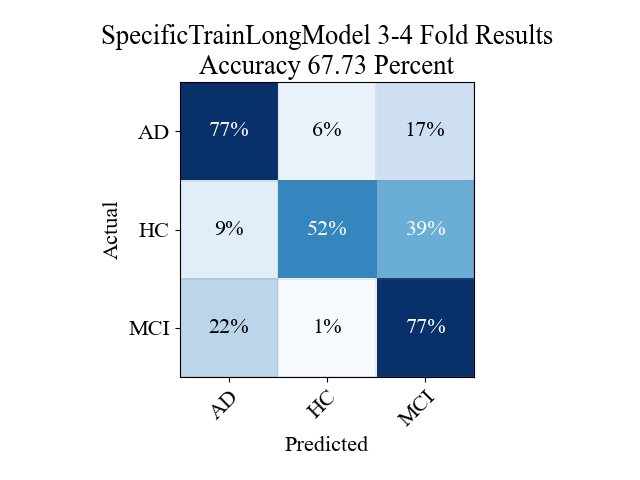 SpecificTrainLongModel 3-4 Fold Results
Accuracy 67.73 Percent
Actual
AD 77% 6% 17%
HC 9% 52% 39%
MCI 22% 1% 77%
AD HC MCI
Predicted